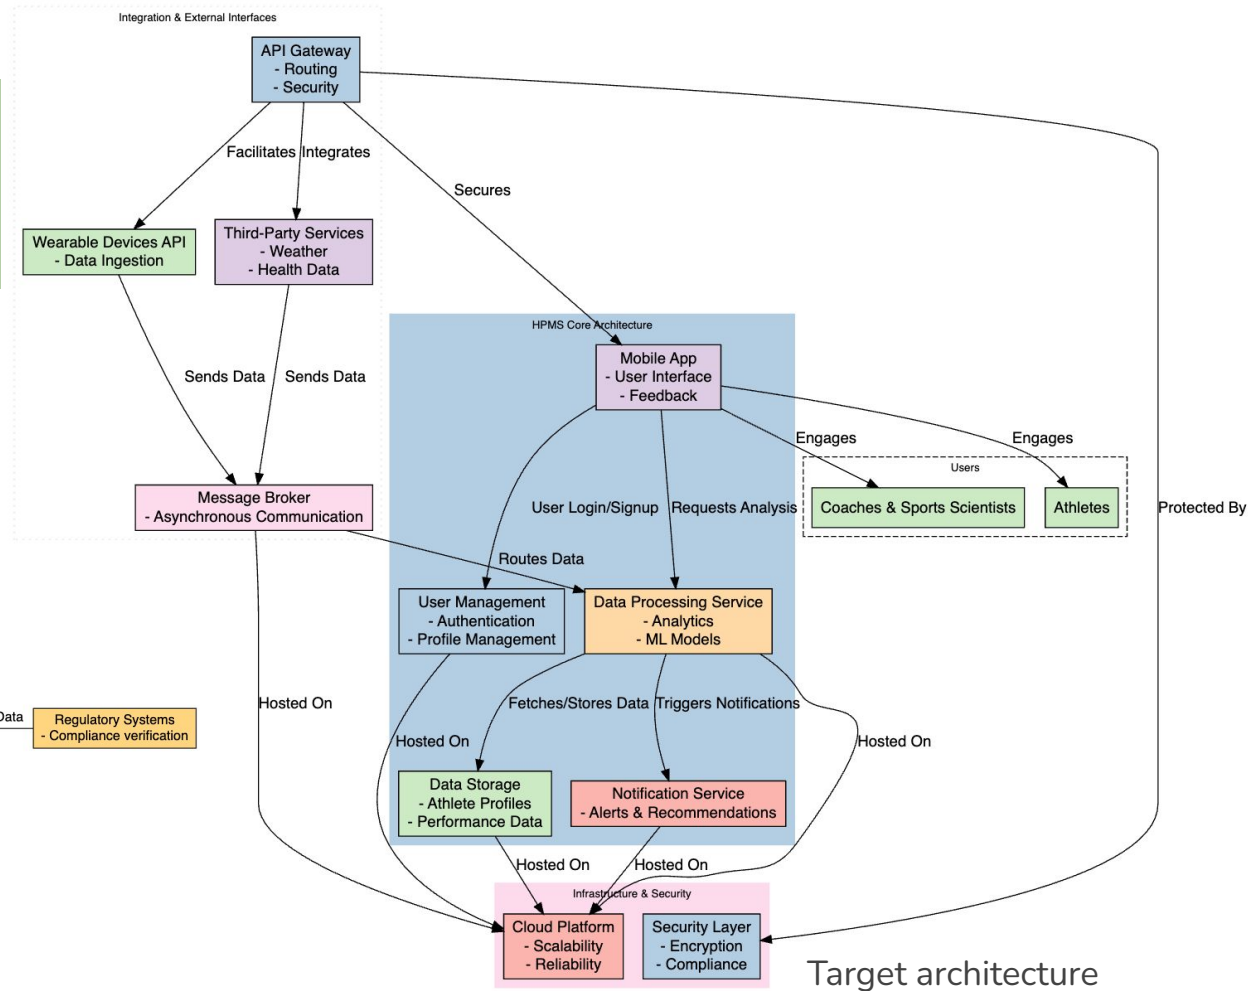 Integration & External Interfaces
API Gateway
- Routing
- Security
Facilitates
Integrates
Secures
Wearable Devices API
- Data Ingestion
Third-Party Services
- Weather
- Health Data
Sends Data
Sends Data
HPMS Core Architecture
Mobile App
- User Interface
- Feedback
Engages
Engages
Users
Coaches & Sports Scientists
Athletes
Protected By
Message Broker
- Asynchronous Communication
User Login/Signup
Requests Analysis
Routes Data
User Management
- Authentication
- Profile Management
Data Processing Service
- Analytics
- ML Models
Hosted On
Fetches/Stores Data
Triggers Notifications
Data
Regulatory Systems
- Compliance verification
Hosted On
Hosted On
Data Storage
- Athlete Profiles
- Performance Data
Notification Service
- Alerts & Recommendations
Hosted On
Hosted On
Infrastructure & Security
Cloud Platform
- Scalability
- Reliability
Security Layer
- Encryption
- Compliance
Target architecture